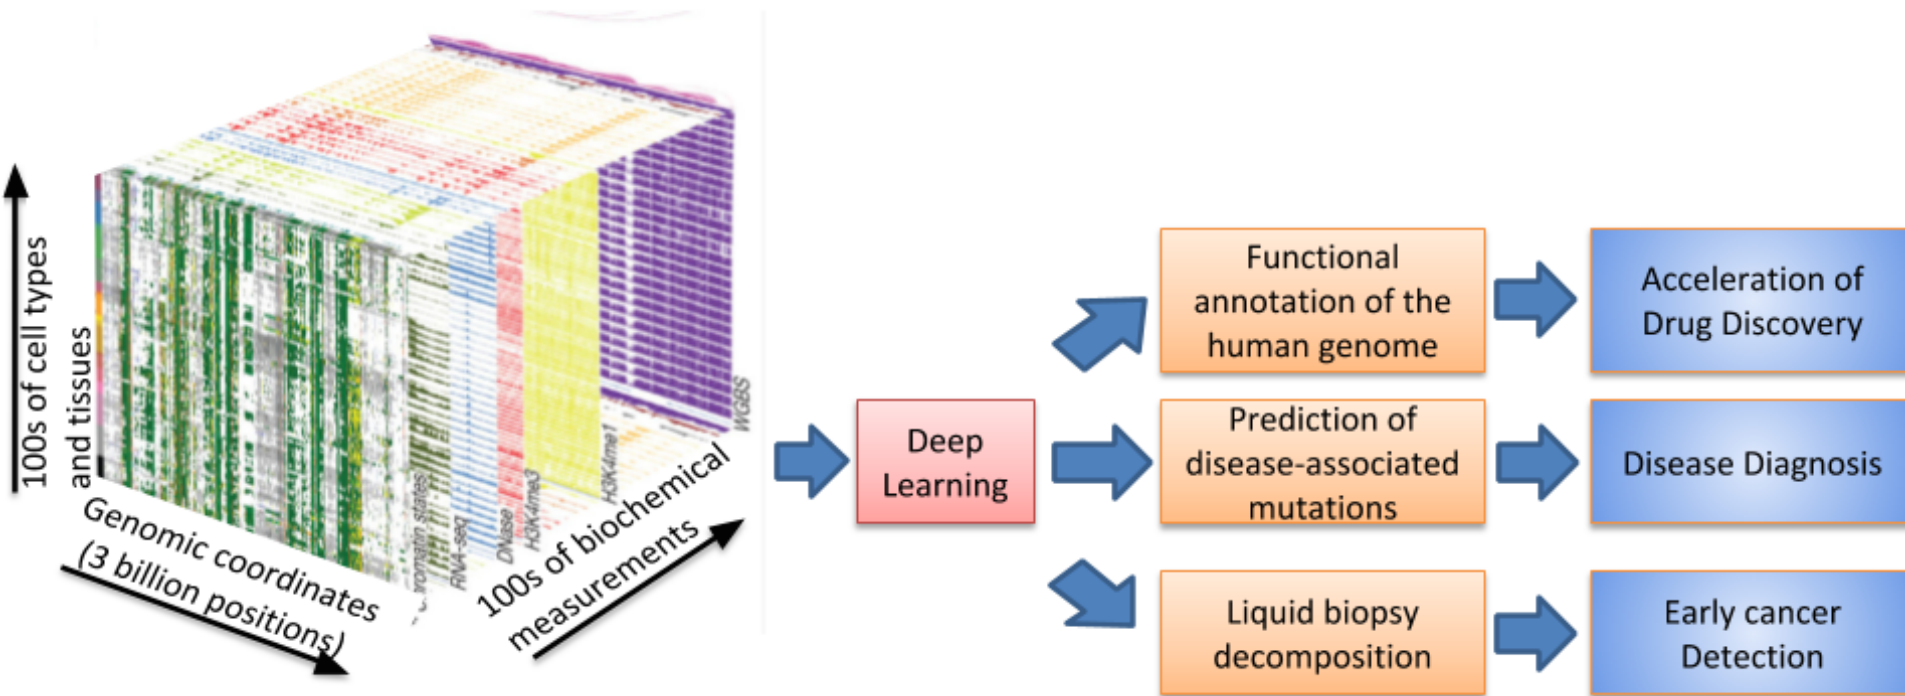 100s of cell types
and tissues
Genomic coordinates
(3 billion positions)
100s of biochemical
measurements
states
RNA-seq
DNase
H3K4me3
H3K4me1
WGBS
Deep
Learning
Functional
annotation of the
human genome
Acceleration of
Drug Discovery
Prediction of
disease-associated
mutations
Disease Diagnosis
Liquid biopsy
decomposition
Early cancer
Detection